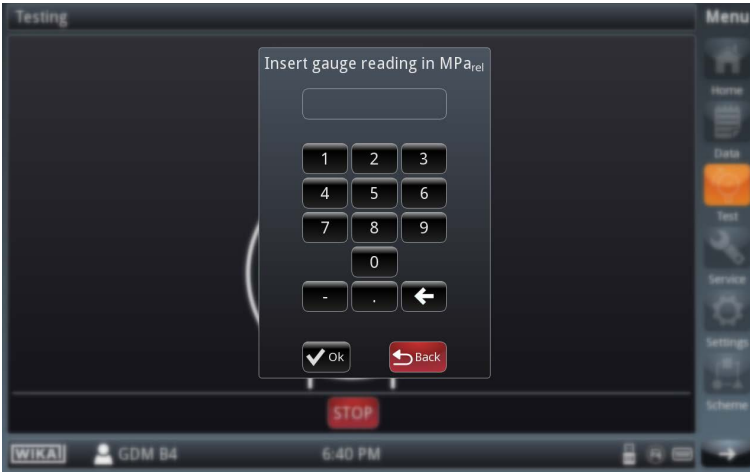 Testing
Menu
Insert gauge reading in MPa rel
Home
1 2 3
Data
4 5 6
Test
7 8 9
0
Service
- .
Settings
Ok Back
Scheme
STOP
WIKA GDM B4 6:40 PM